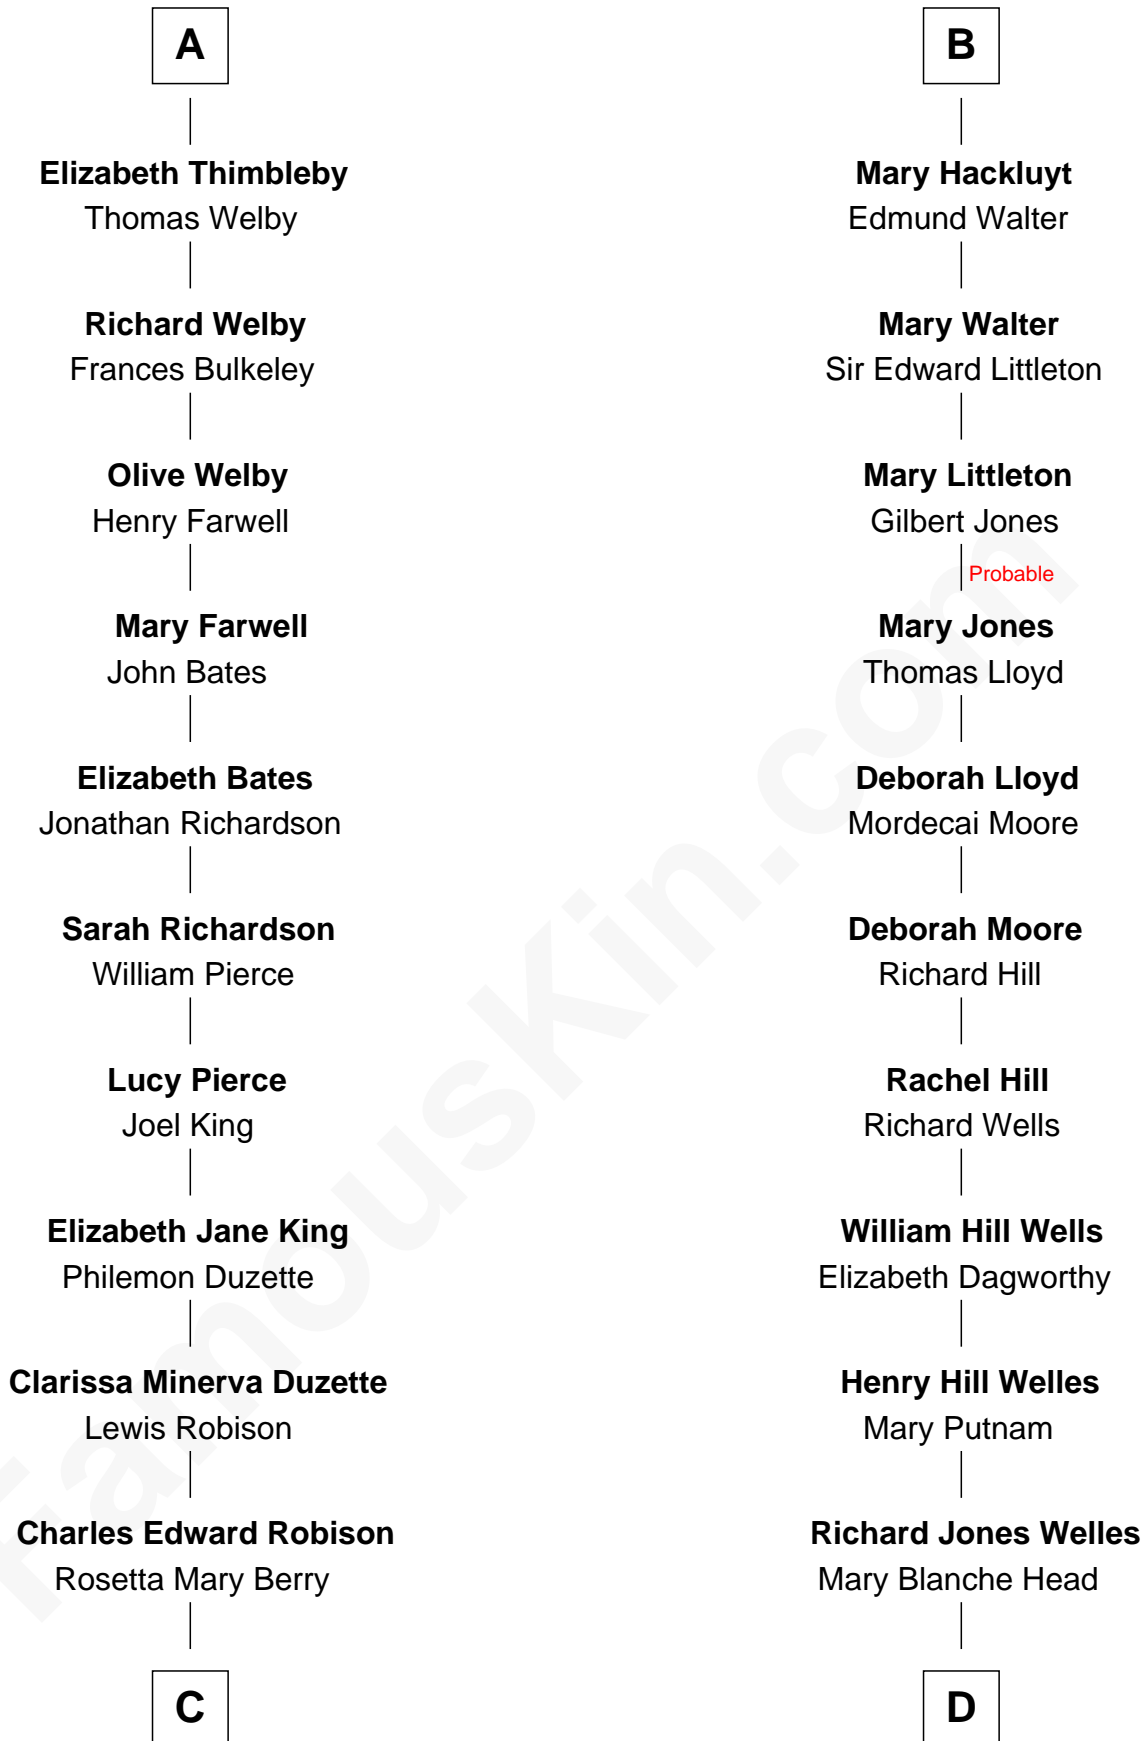 A
Elizabeth Thimbleby
Thomas Welby
Richard Welby
Frances Bulkeley
Olive Welby
Henry Farwell
Mary Farwell
John Bates
Elizabeth Bates
Jonathan Richardson
Sarah Richardson
William Pierce
Lucy Pierce
Joel King
Elizabeth Jane King
Philemon Duzette
Clarissa Minerva Duzette
Lewis Robison
Charles Edward Robison
Rosetta Mary Berry
C
B
Mary Hackluyt
Edmund Walter
Mary Walter
Sir Edward Littleton
Mary Littleton
Gilbert Jones
Probable
Mary Jones
Thomas Lloyd
Deborah Lloyd
Mordecai Moore
Deborah Moore
Richard Hill
Rachel Hill
Richard Wells
William Hill Wells
Elizabeth Dagworthy
Henry Hill Welles
Mary Putnam
Richard Jones Welles
Mary Blanche Head
D
FamousKin.com